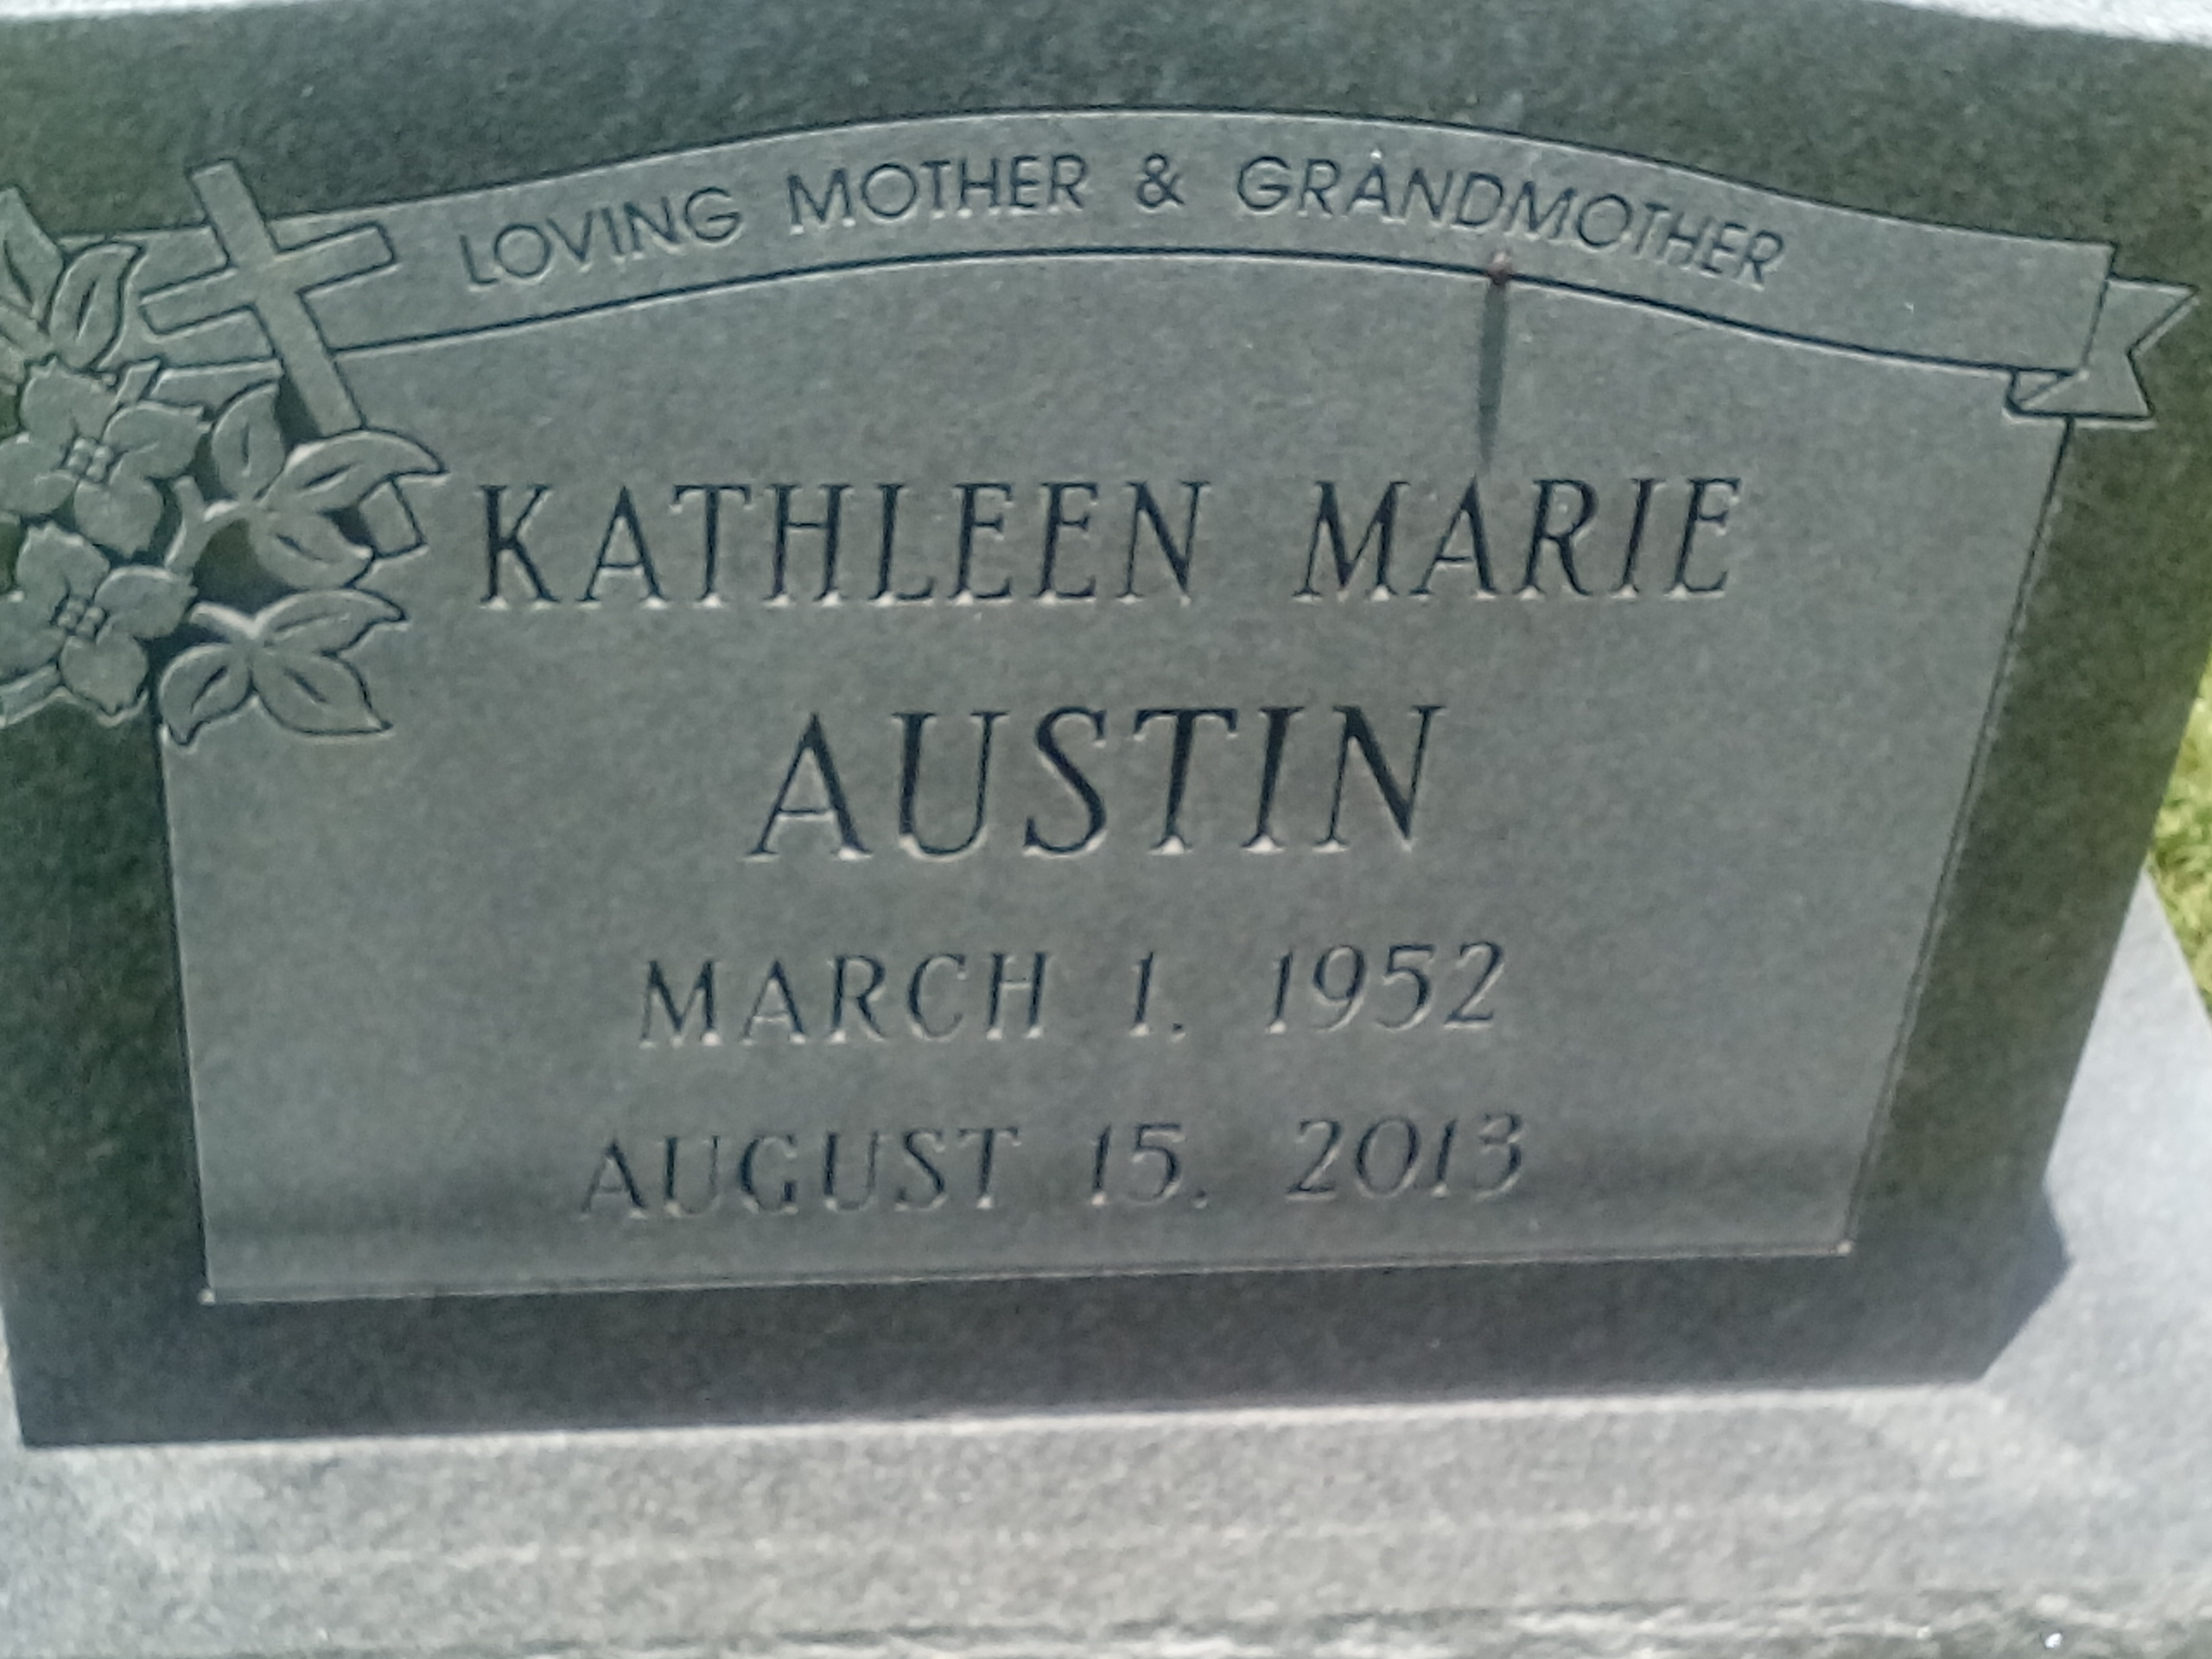 LOVING MOTHER & GRANDMOTHER
KATHLEEN MARIE
AUSTIN
MARCH 1, 1952
AUGUST 15, 2013